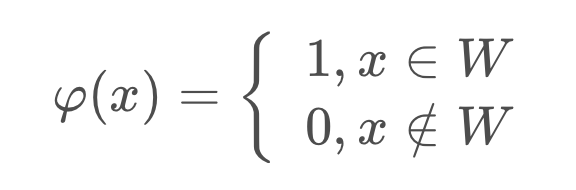 φ(x) = { 1, x ∈ W
0, x ∉ W